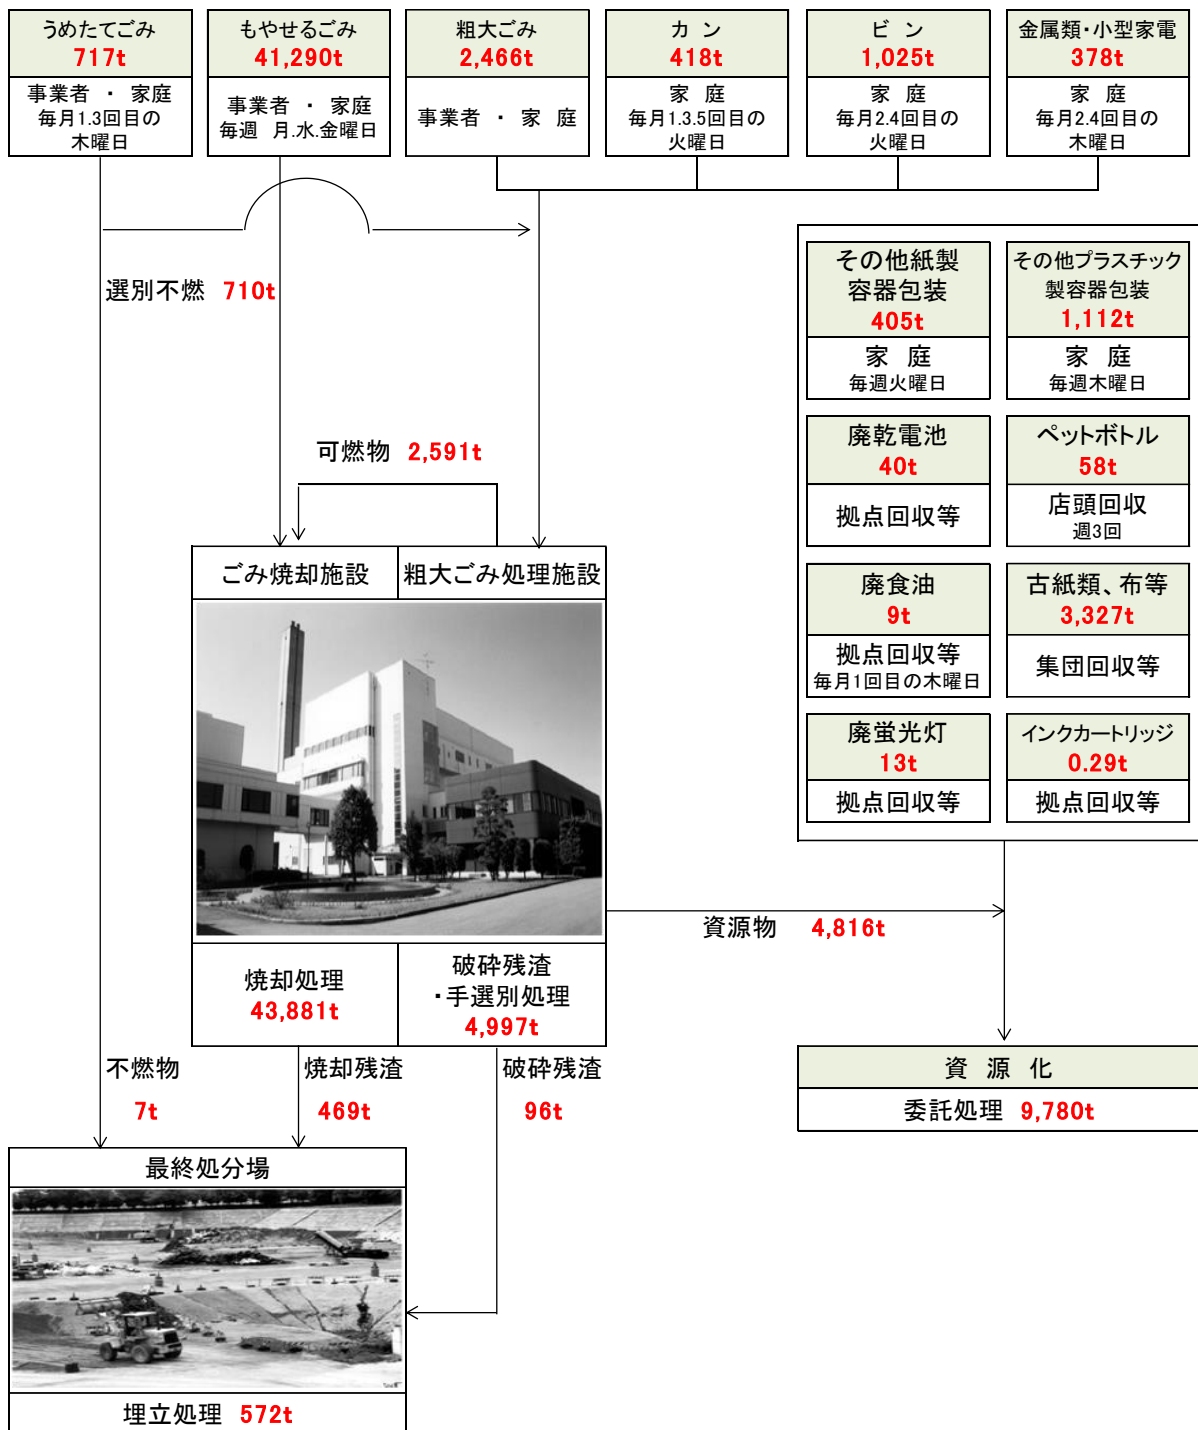 うめたてごみ
717t
事業者 ・ 家庭
毎月1.3回目の
木曜日
もやせるごみ
41,290t
事業者 ・ 家庭
毎週 月.水.金曜日
粗大ごみ
2,466t
事業者 ・ 家 庭
カ ン
418t
家 庭
毎月1.3.5回目の
火曜日
ビ ン
1,025t
家 庭
毎月2.4回目の
火曜日
金属類・小型家電
378t
家 庭
毎月2.4回目の
木曜日
選別不燃 710t
その他紙製
容器包装
405t
家 庭
毎週火曜日
その他プラスチック
製容器包装
1,112t
家 庭
毎週木曜日
廃乾電池
40t
拠点回収等
ペットボトル
58t
店頭回収
週3回
廃食油
9t
拠点回収等
毎月1回目の木曜日
古紙類、布等
3,327t
集団回収等
廃蛍光灯
13t
拠点回収等
インクカートリッジ
0.29t
拠点回収等
可燃物 2,591t
ごみ焼却施設
粗大ごみ処理施設
資源物 4,816t
焼却処理
43,881t
破砕残渣
・手選別処理
4,997t
不燃物
7t
焼却残渣
469t
破砕残渣
96t
資 源 化
委託処理 9,780t
最終処分場
埋立処理 572t